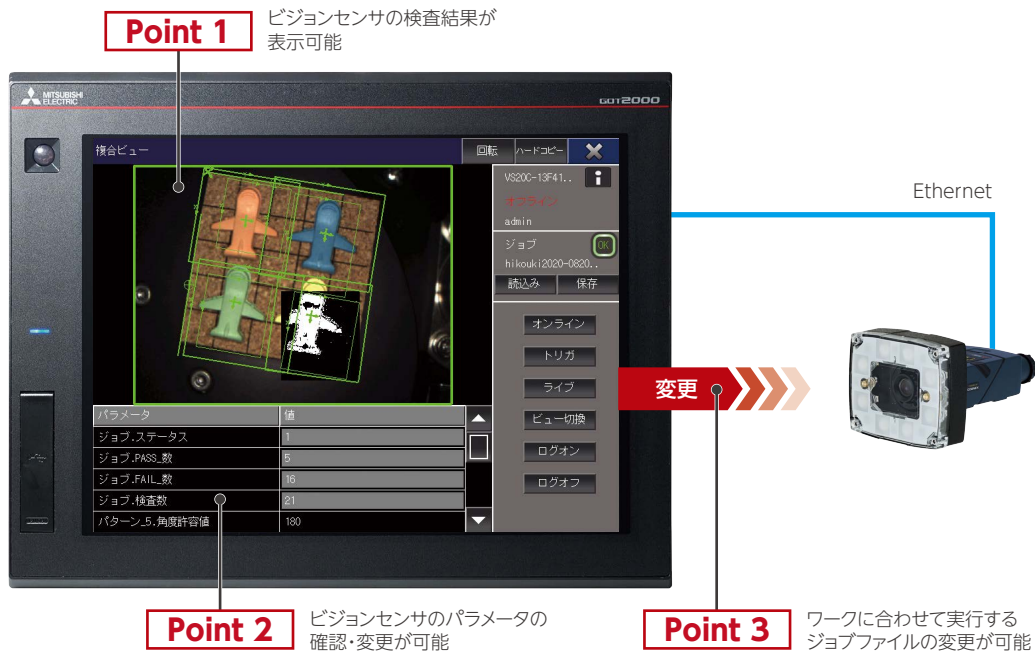 Point 1
ビジョンセンサの検査結果が
表示可能
MITSUBISHI
ELECTRIC
GOT2000
複合ビュー
回転
ハードコピー
VS20C-13F41..
オフライン
admin
ジョブ
OK
hikouki2020-0820..
読込み
保存
オンライン
トリガ
ライブ
ビュー切換
ログオン
ログオフ
パラメータ
値
ジョブ.ステータス
1
ジョブ.PASS_数
5
ジョブ.FAIL_数
16
ジョブ.検査数
21
パターン_5.角度許容値
180
Ethernet
変更
Point 2
ビジョンセンサのパラメータの
確認・変更が可能
Point 3
ワークに合わせて実行する
ジョブファイルの変更が可能